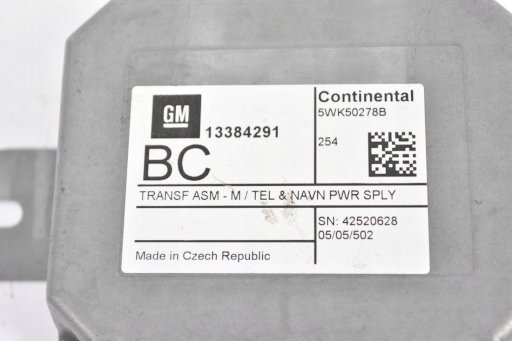 GM
13384291
BC
Continental
5WK50278B
254
TRANSF ASM - M / TEL & NAVN PWR SPLY
SN: 42520628
05/05/502
Made in Czech Republic